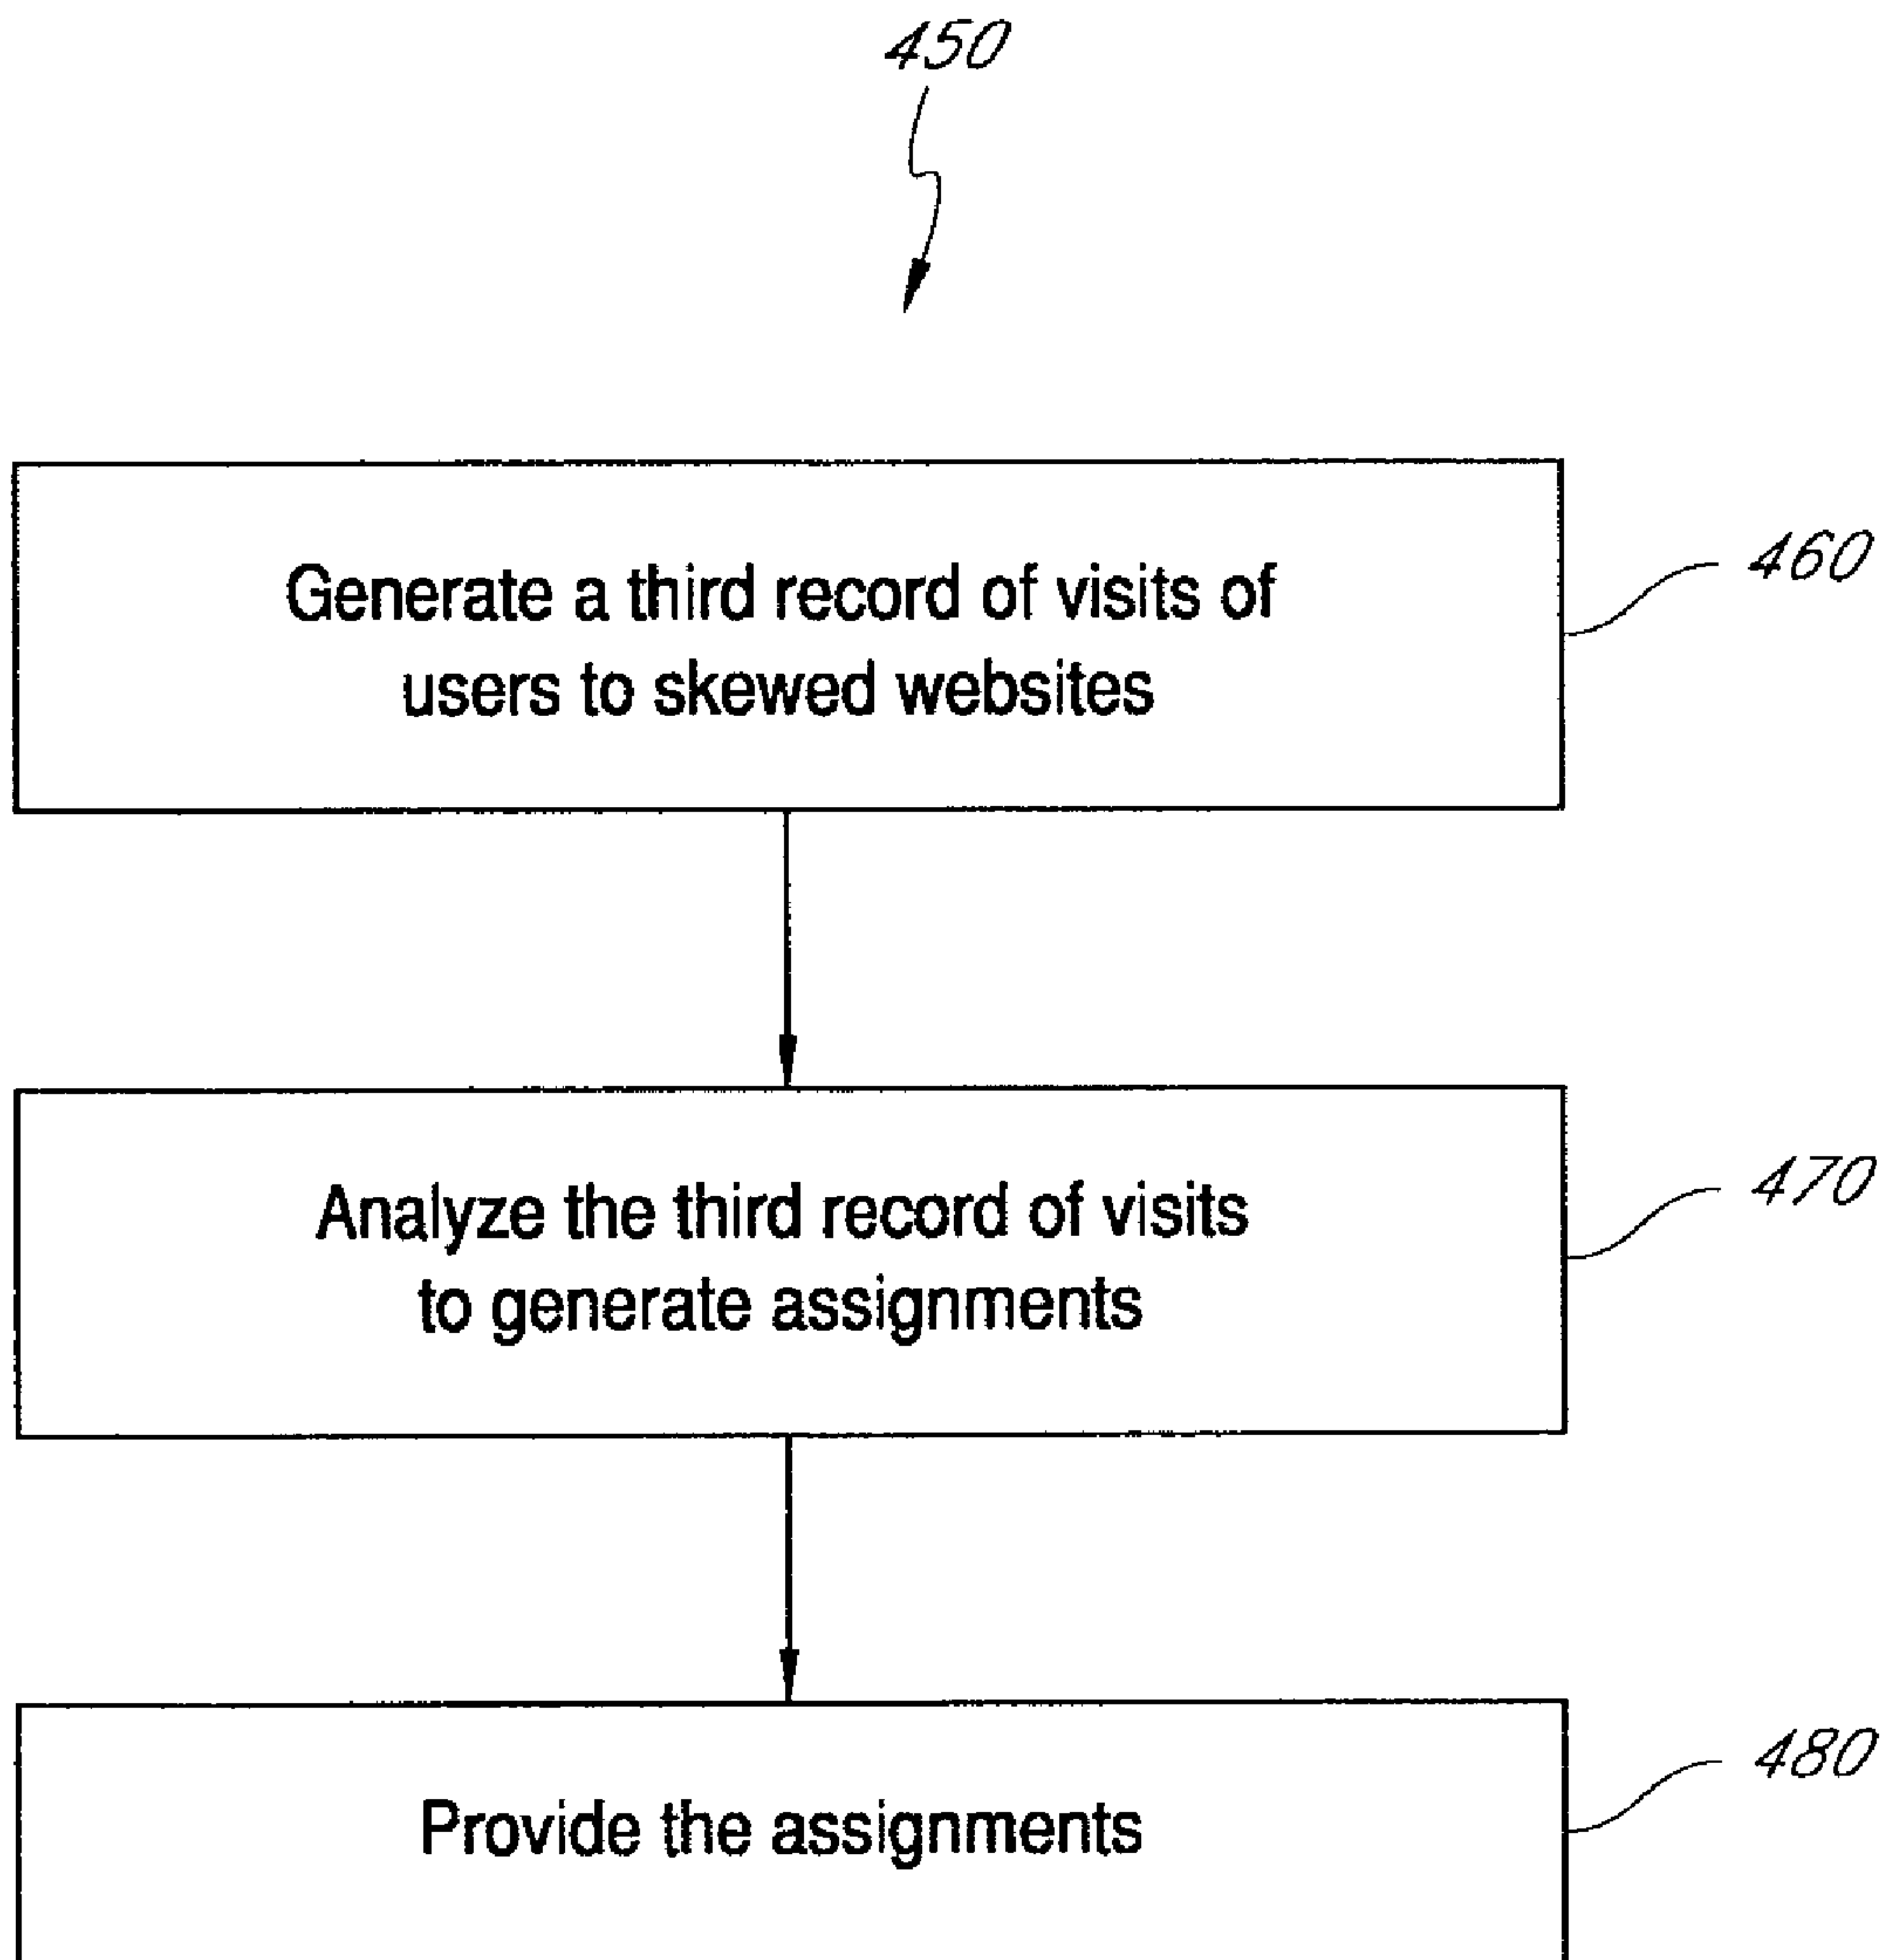 450
Generate a third record of visits of
users to skewed websites
460
Analyze the third record of visits
to generate assignments
470
Provide the assignments
480